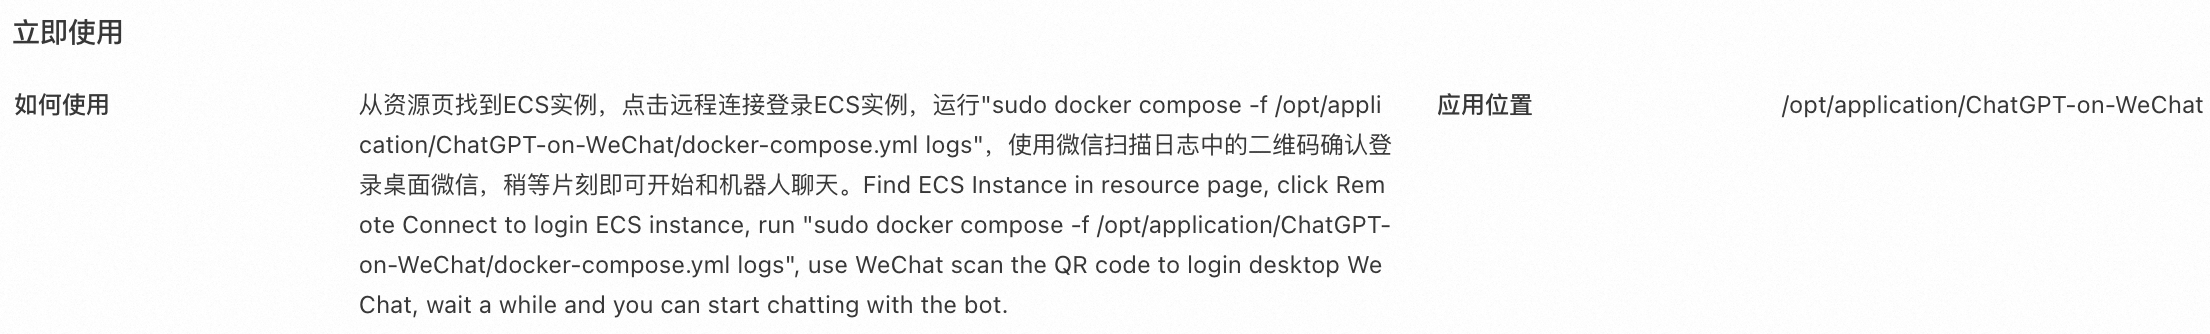 立即使用
如何使用
从资源页找到ECS实例，点击远程连接登录ECS实例，运行"sudo docker compose -f /opt/appli
cation/ChatGPT-on-WeChat/docker-compose.yml logs"，使用微信扫描日志中的二维码确认登
录桌面微信，稍等片刻即可开始和机器人聊天。Find ECS Instance in resource page, click Rem
ote Connect to login ECS instance, run "sudo docker compose -f /opt/application/ChatGPT-
on-WeChat/docker-compose.yml logs", use WeChat scan the QR code to login desktop We
Chat, wait a while and you can start chatting with the bot.
应用位置
/opt/application/ChatGPT-on-WeChat